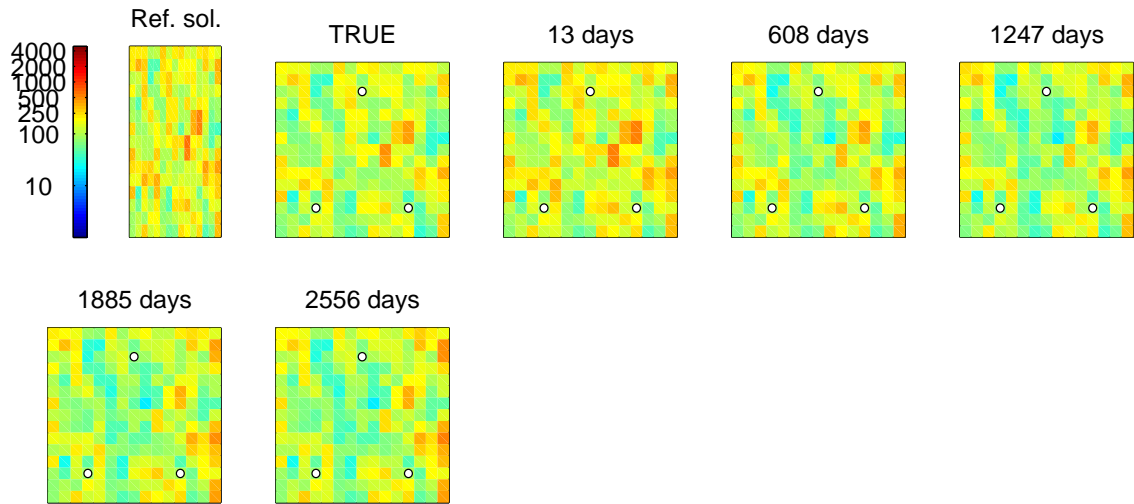 Ref. sol.
TRUE
13 days
608 days
1247 days
4000
2000
1000
500
250
100
10
1885 days
2556 days